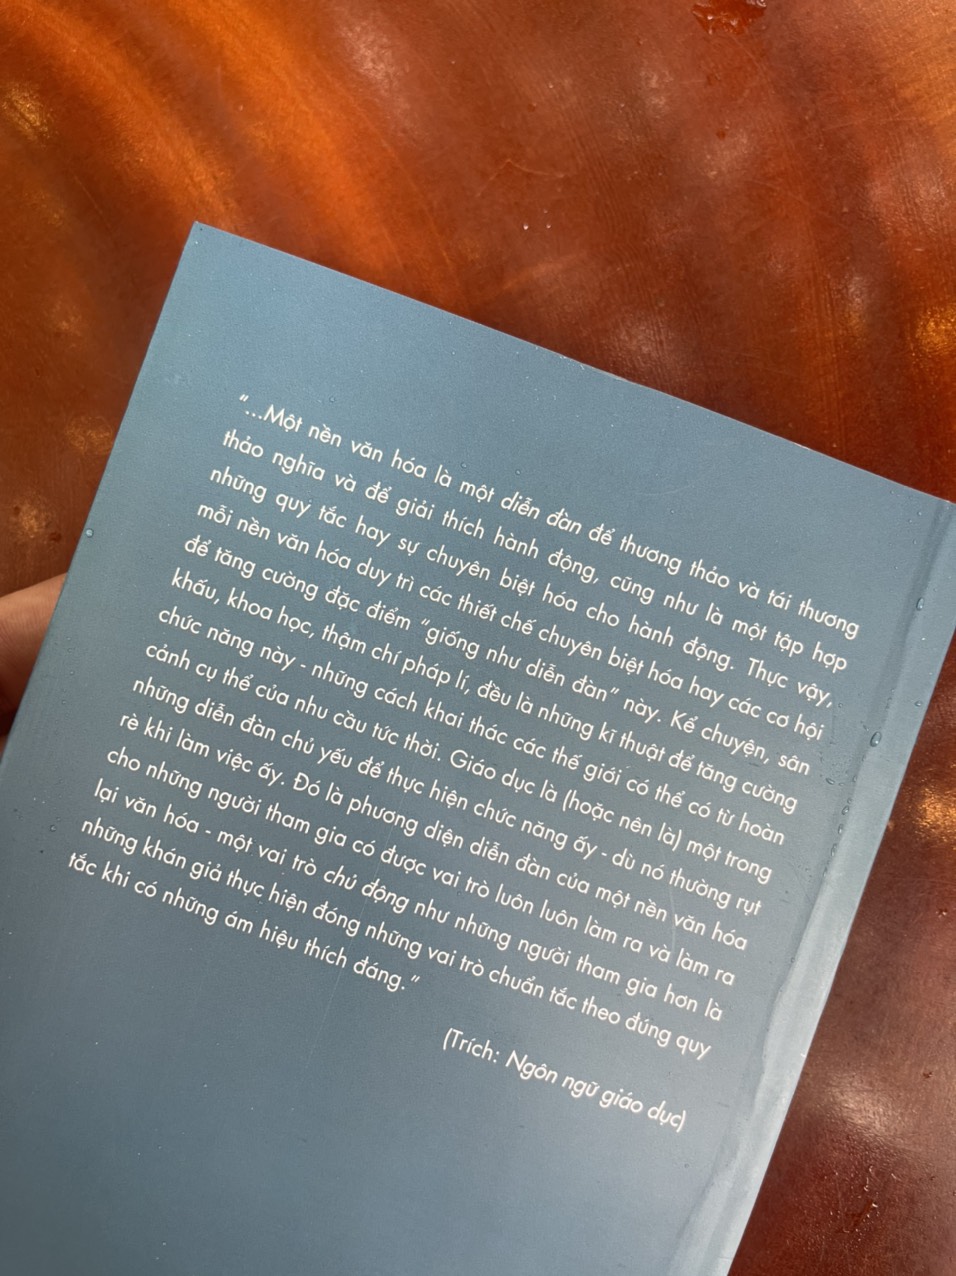 “...Một nền văn hóa là một diễn đàn để thương thảo và tái thương
thảo nghĩa và để giải thích hành động, cũng như là một tập hợp
những quy tắc hay sự chuyên biệt hóa cho hành động. Thực vậy,
mỗi nền văn hóa duy trì các thiết chế chuyên biệt hóa hay các cơ hội
để tăng cường đặc điểm “giống như diễn đàn” này. Kể chuyện, sân
khấu, khoa học, thậm chí pháp lí, đều là những kĩ thuật để tăng cường
chức năng này - những cách khai thác các thế giới có thể có từ hoàn
cảnh cụ thể của nhu cầu tức thời. Giáo dục là (hoặc nên là) một trong
những diễn đàn chủ yếu để thực hiện chức năng ấy - dù nó thường rụt
rè khi làm việc ấy. Đó là phương diện diễn đàn của một nền văn hóa
cho những người tham gia có được vai trò luôn luôn làm ra và làm ra
lại văn hóa - một vai trò chủ động như những người tham gia hơn là
những khán giả thực hiện đóng những vai trò chuẩn tắc theo đúng quy
tắc khi có những ám hiệu thích đáng.”
(Trích: Ngôn ngữ giáo dục)